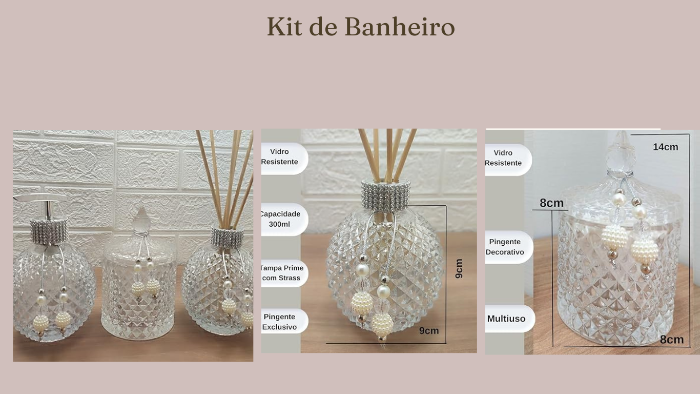 Kit de Banheiro
Vidro
Resistente
Capacidade
300ml
Tampa Prime
com Strass
Pingente
Exclusivo
9cm
9cm
Vidro
Resistente
Pingente
Decorativo
Multiuso
14cm
8cm
8cm